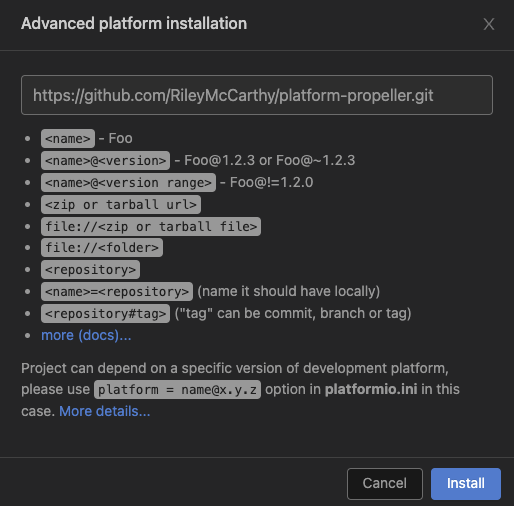 Advanced platform installation
https://github.com/RileyMcCarthy/platform-propeller.git
<name> - Foo
<name>@<version> - Foo@1.2.3 or Foo@~1.2.3
<name>@<version range> - Foo@!=1.2.0
<zip or tarball url>
file://<zip or tarball file>
file://<folder>
<repository>
<name>=<repository> (name it should have locally)
<repository#tag> ("tag" can be commit, branch or tag)
more (docs)...
Project can depend on a specific version of development platform,
please use platform = name@x.y.z option in platformio.ini in this
case. More details...
Cancel Install